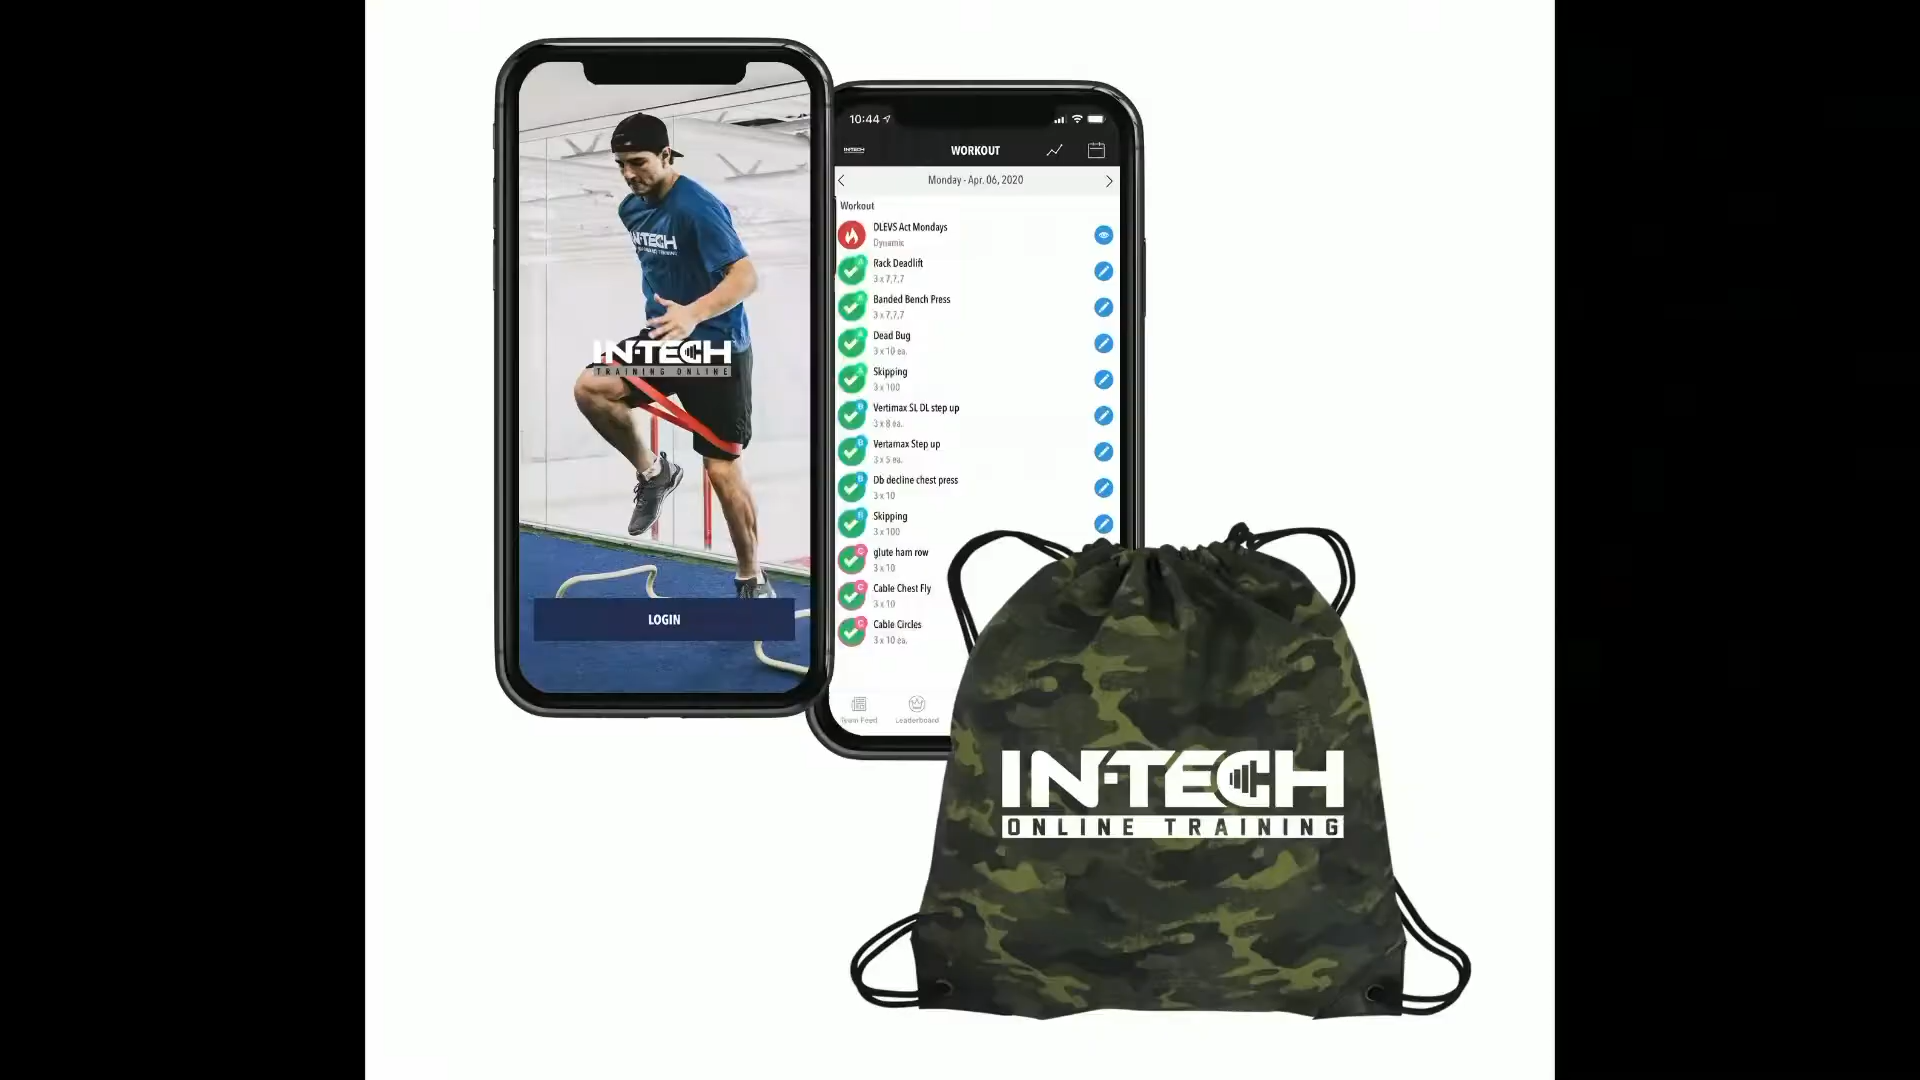 IN-TECH
IN-TECH
TRAINING ONLINE
LOGIN
10:44
IN-TECH
WORKOUT
Monday - Apr. 06, 2020
Workout
DLEVS Act Mondays
Dynamic
A
Rack Deadlift
3 x 7,7,7
A
Banded Bench Press
3 x 7,7,7
A
Dead Bug
3 x 10 ea.
A
Skipping
3 x 100
B
Vertimax SL DL step up
3 x 8 ea.
B
Vertamax Step up
3 x 5 ea.
B
Db decline chest press
3 x 10
B
Skipping
3 x 100
C
glute ham row
3 x 10
C
Cable Chest Fly
3 x 10
C
Cable Circles
3 x 10 ea.
Team Feed
Leaderboard
IN-TECH
ONLINE TRAINING